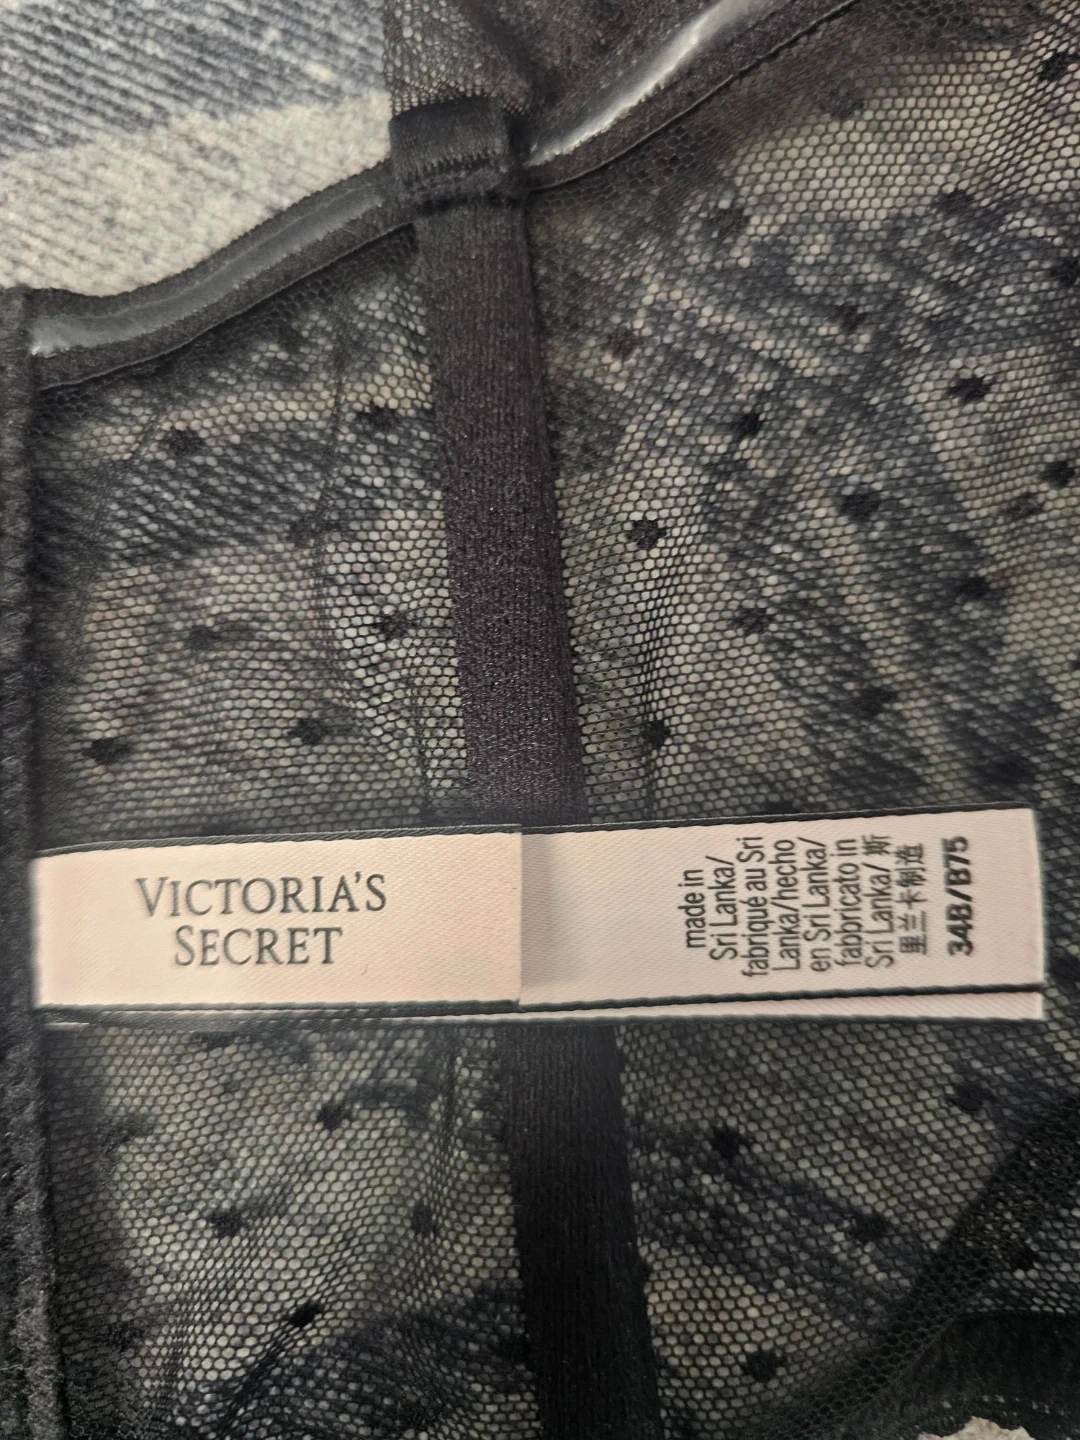 VICTORIA'S
SECRET
made in
Sri Lanka/
fabriqué au Sri
Lanka/hecho
en Sri Lanka/
fabbricato in
Sri Lanka/ 斯
里兰卡制造
34B/B75